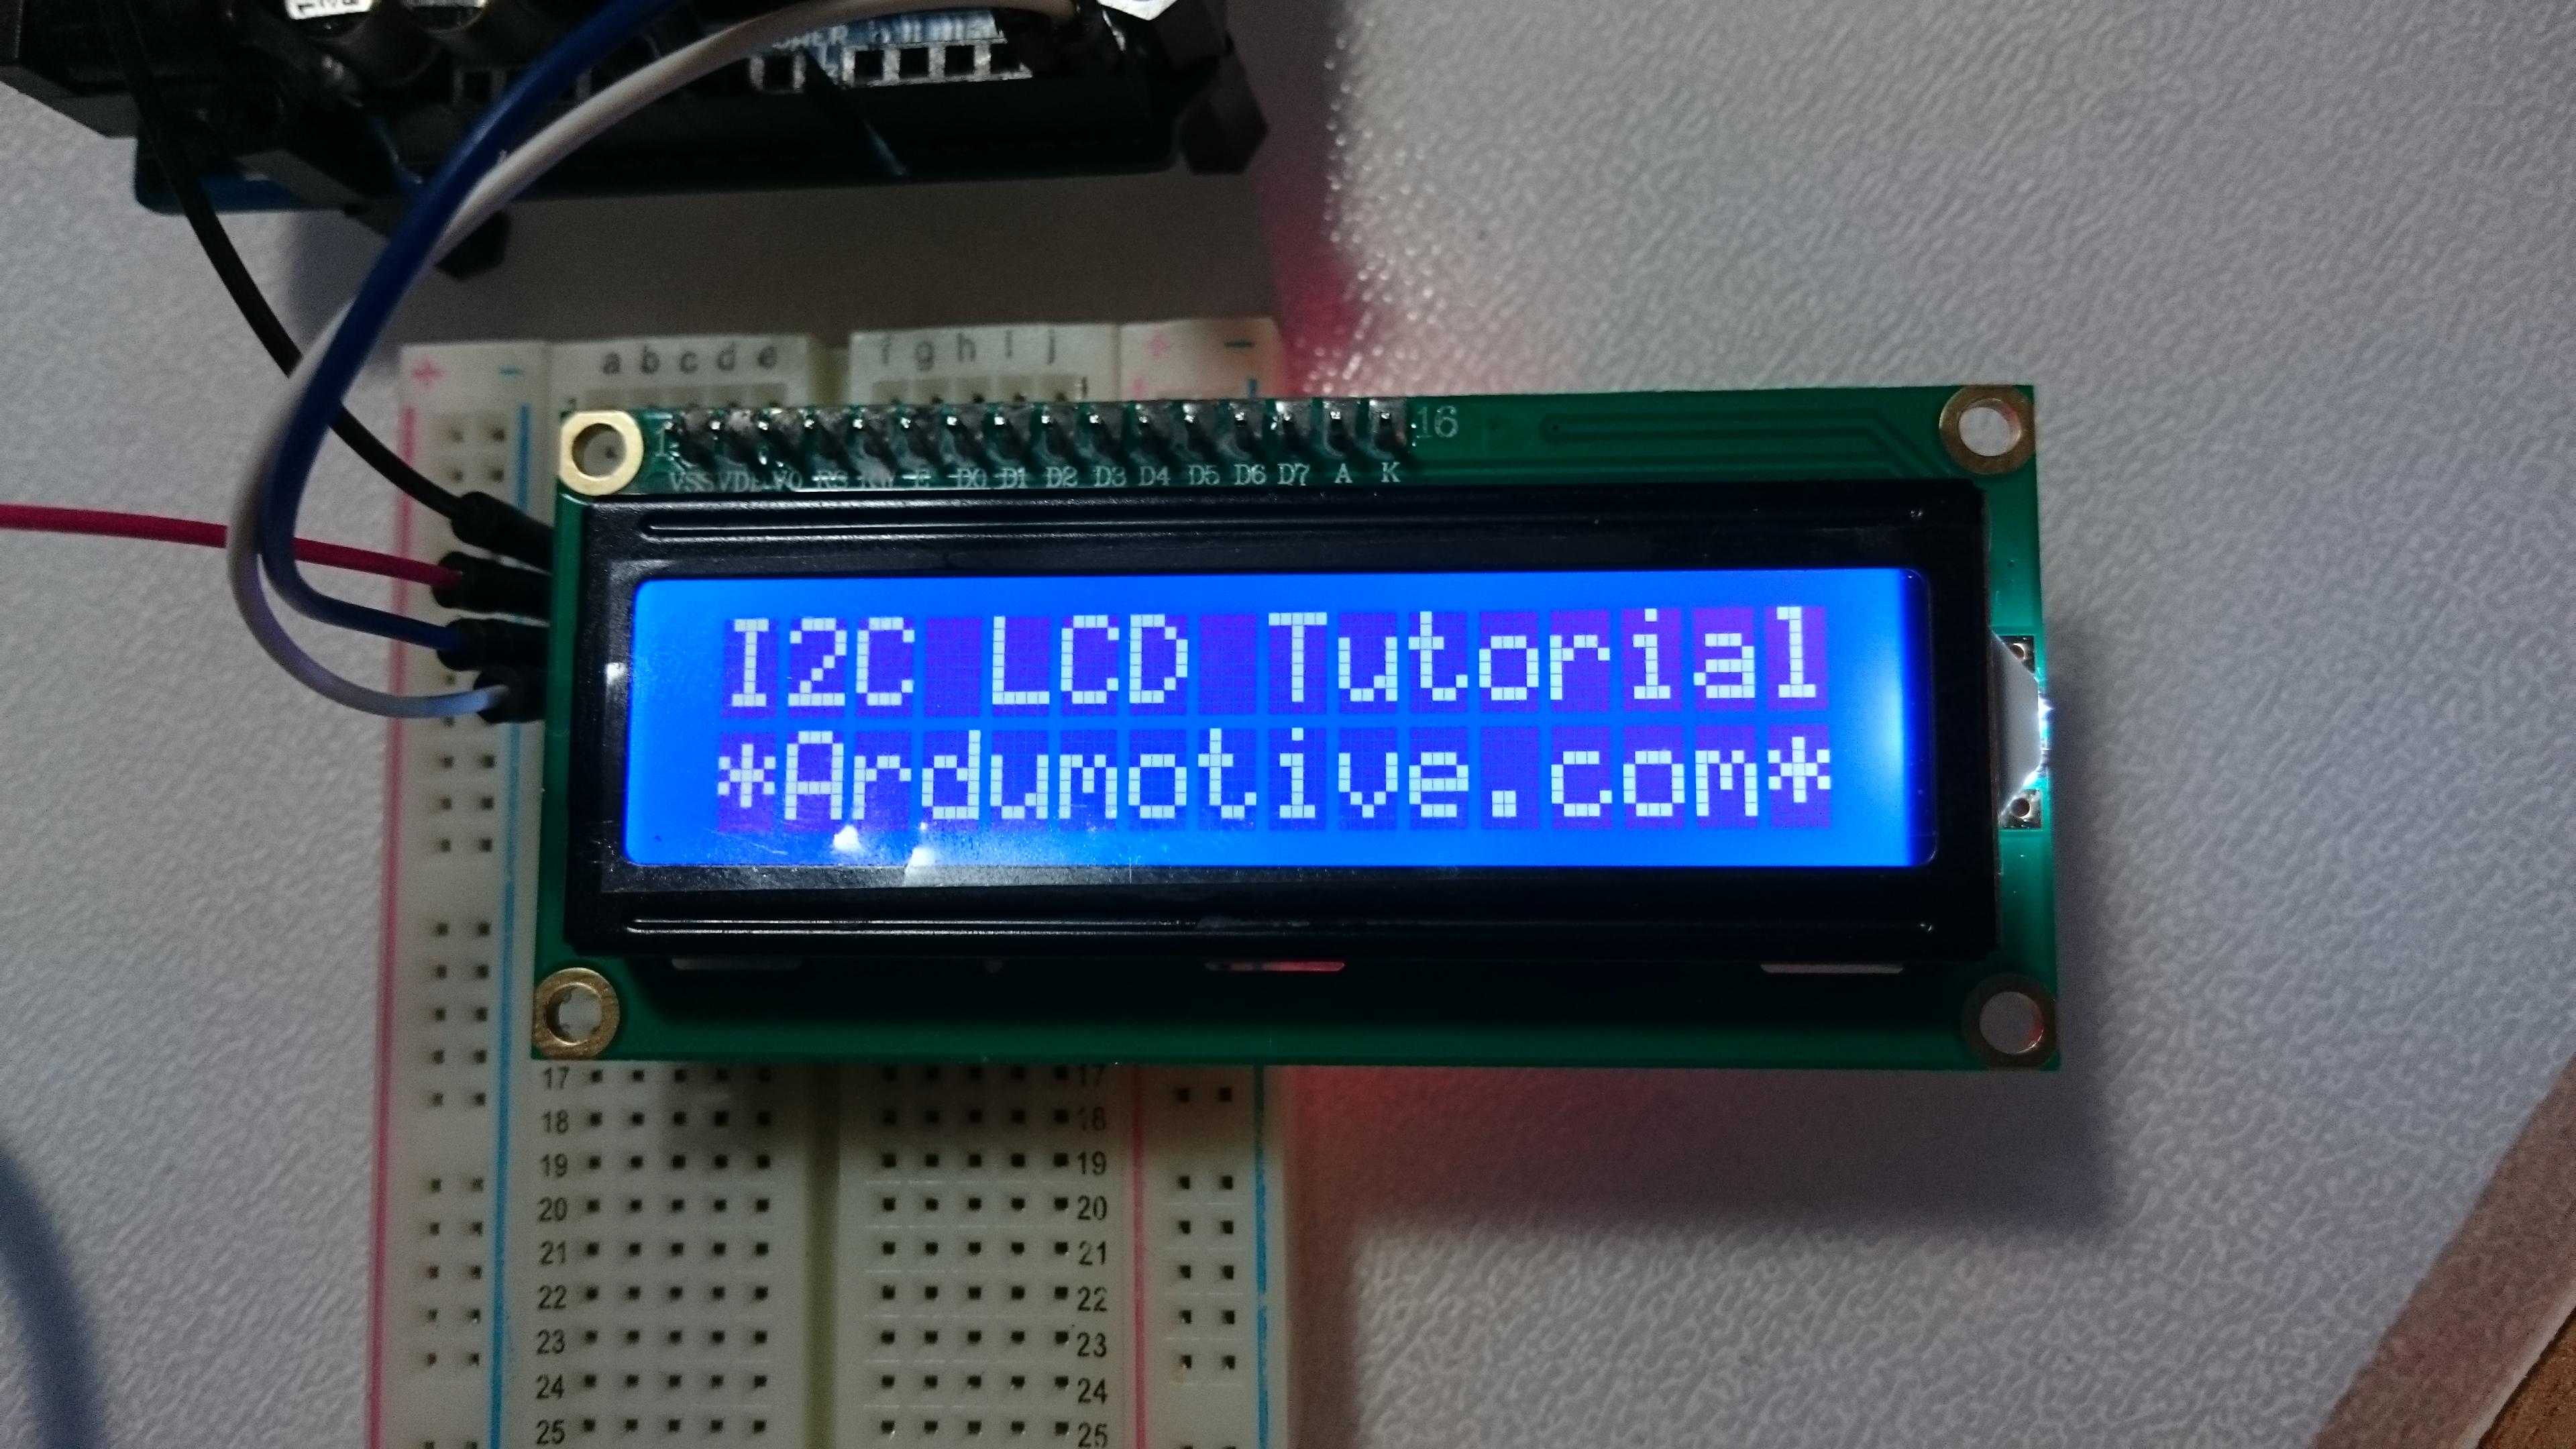 a b c d e f g h i j
1 16
VSS VDD VO RS RW E D0 D1 D2 D3 D4 D5 D6 D7 A K
I2C LCD Tutorial
*Ardumotive.com*
17 17
18 18
19 19
20 20
21 21
22 22
23 23
24 24
25 25